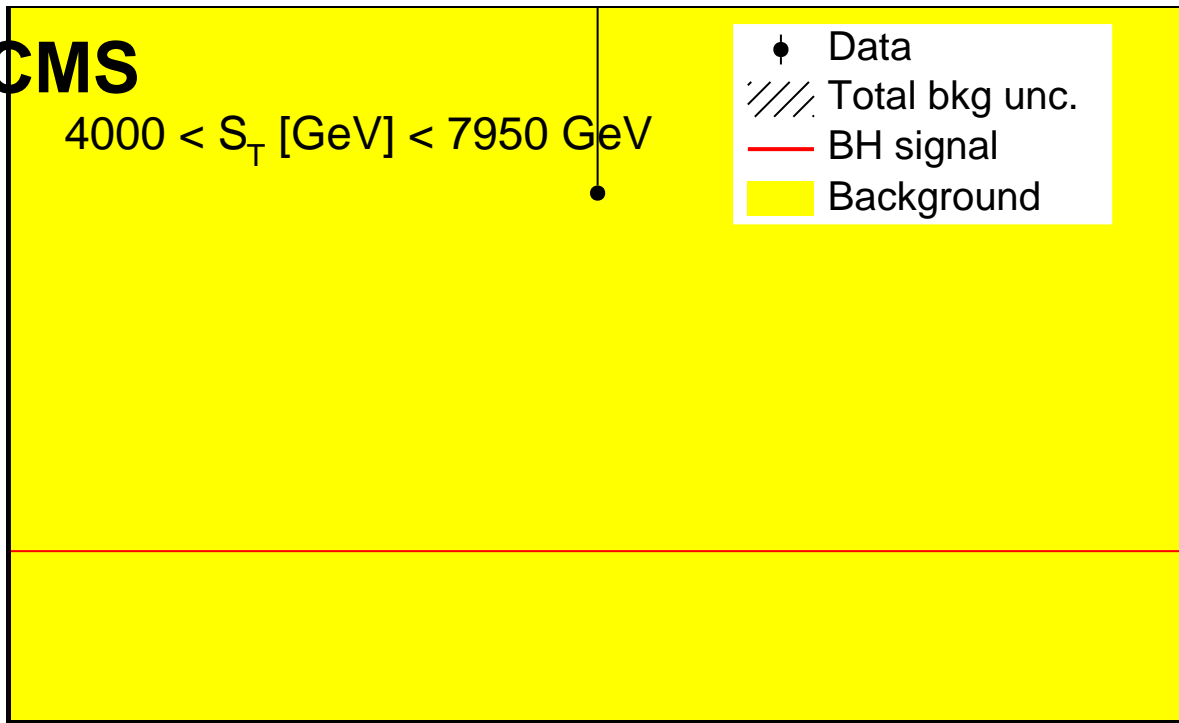 CMS
4000 < S_T [GeV] < 7950 GeV
Data
Total bkg unc.
BH signal
Background